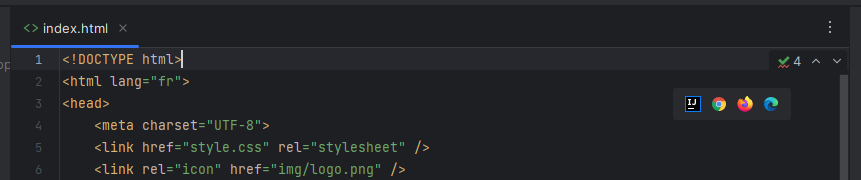 index.html
1 <!DOCTYPE html>
4
2 <html lang="fr">
3 <head>
4 <meta charset="UTF-8">
5 <link href="style.css" rel="stylesheet" />
6 <link rel="icon" href="img/logo.png" />